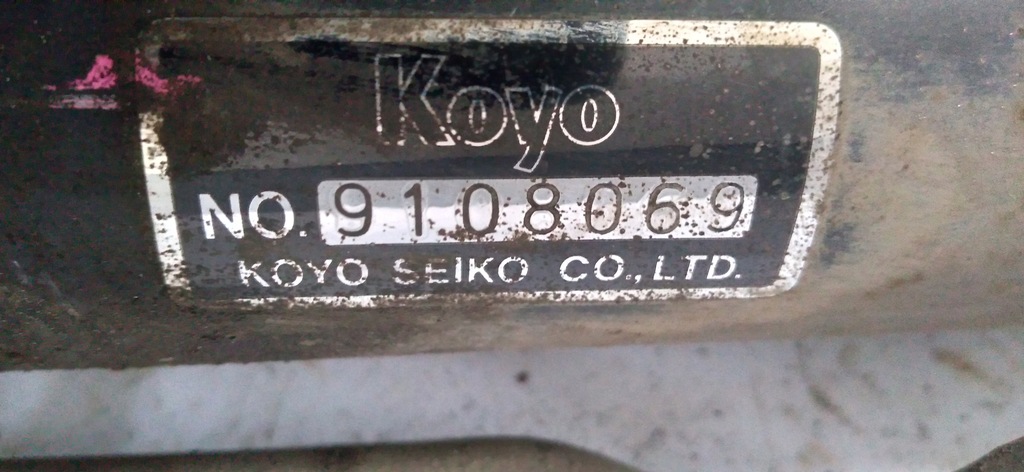 Koyo
NO. 9108069
KOYO SEIKO CO., LTD.